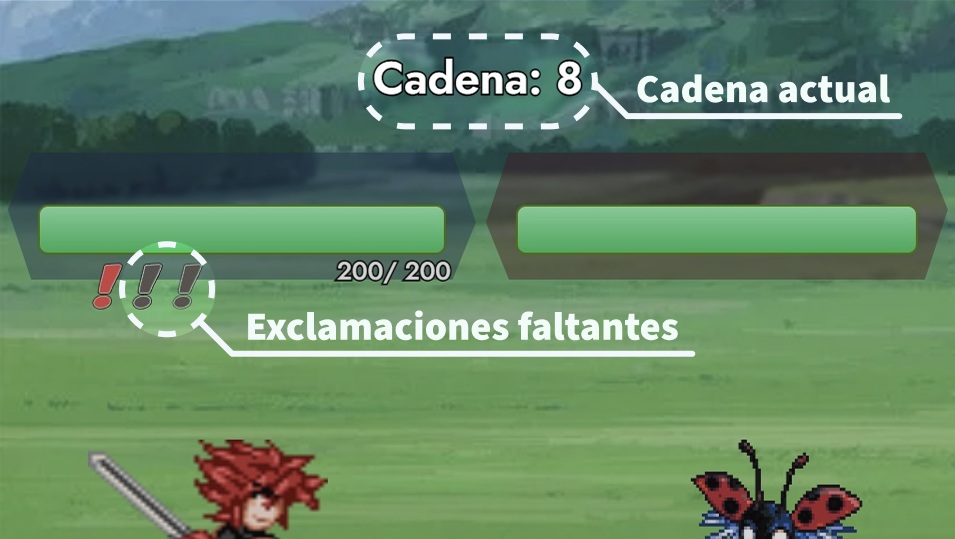 Cadena: 8
Cadena actual
200/ 200
! ! !
Exclamaciones faltantes